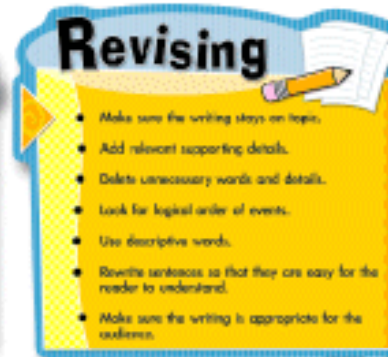 Revising
• Make sure the writing stays on topic.
• Add relevant supporting details.
• Delete unnecessary words and details.
• Look for logical order of events.
• Use descriptive words.
• Rewrite sentences so that they are easy for the
reader to understand.
• Make sure the writing is appropriate for the
audience.